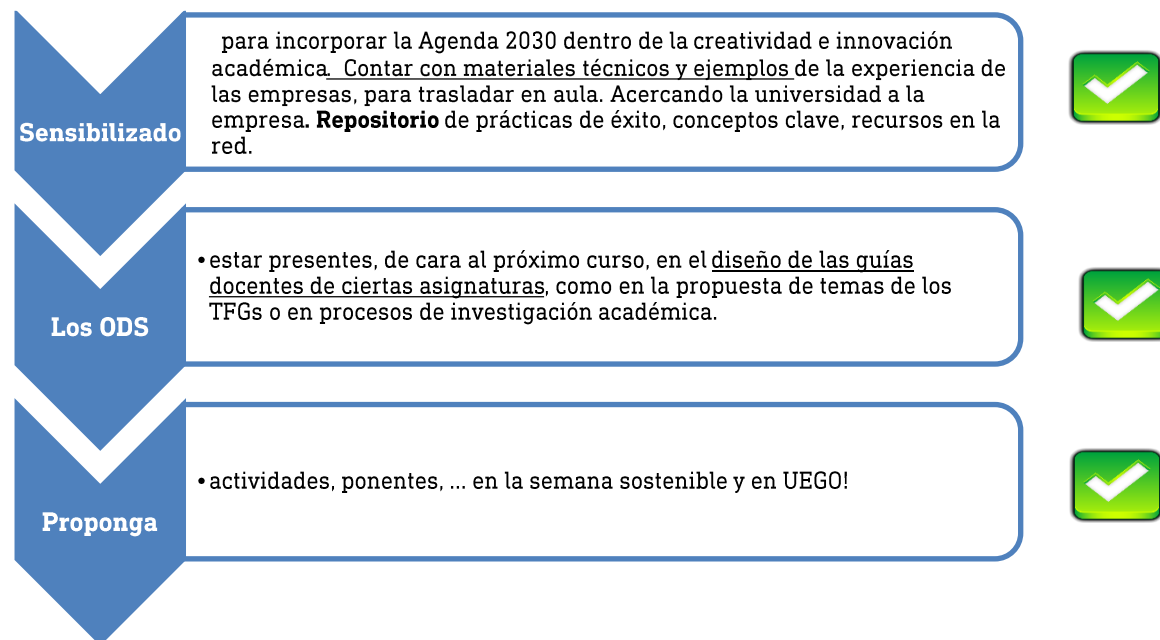 Sensibilizado
para incorporar la Agenda 2030 dentro de la creatividad e innovación
académica. Contar con materiales técnicos y ejemplos de la experiencia de
las empresas, para trasladar en aula. Acercando la universidad a la
empresa. Repositorio de prácticas de éxito, conceptos clave, recursos en la
red.
Los ODS
• estar presentes, de cara al próximo curso, en el diseño de las guías
docentes de ciertas asignaturas, como en la propuesta de temas de los
TFGs o en procesos de investigación académica.
Proponga
• actividades, ponentes, ... en la semana sostenible y en UEGO!